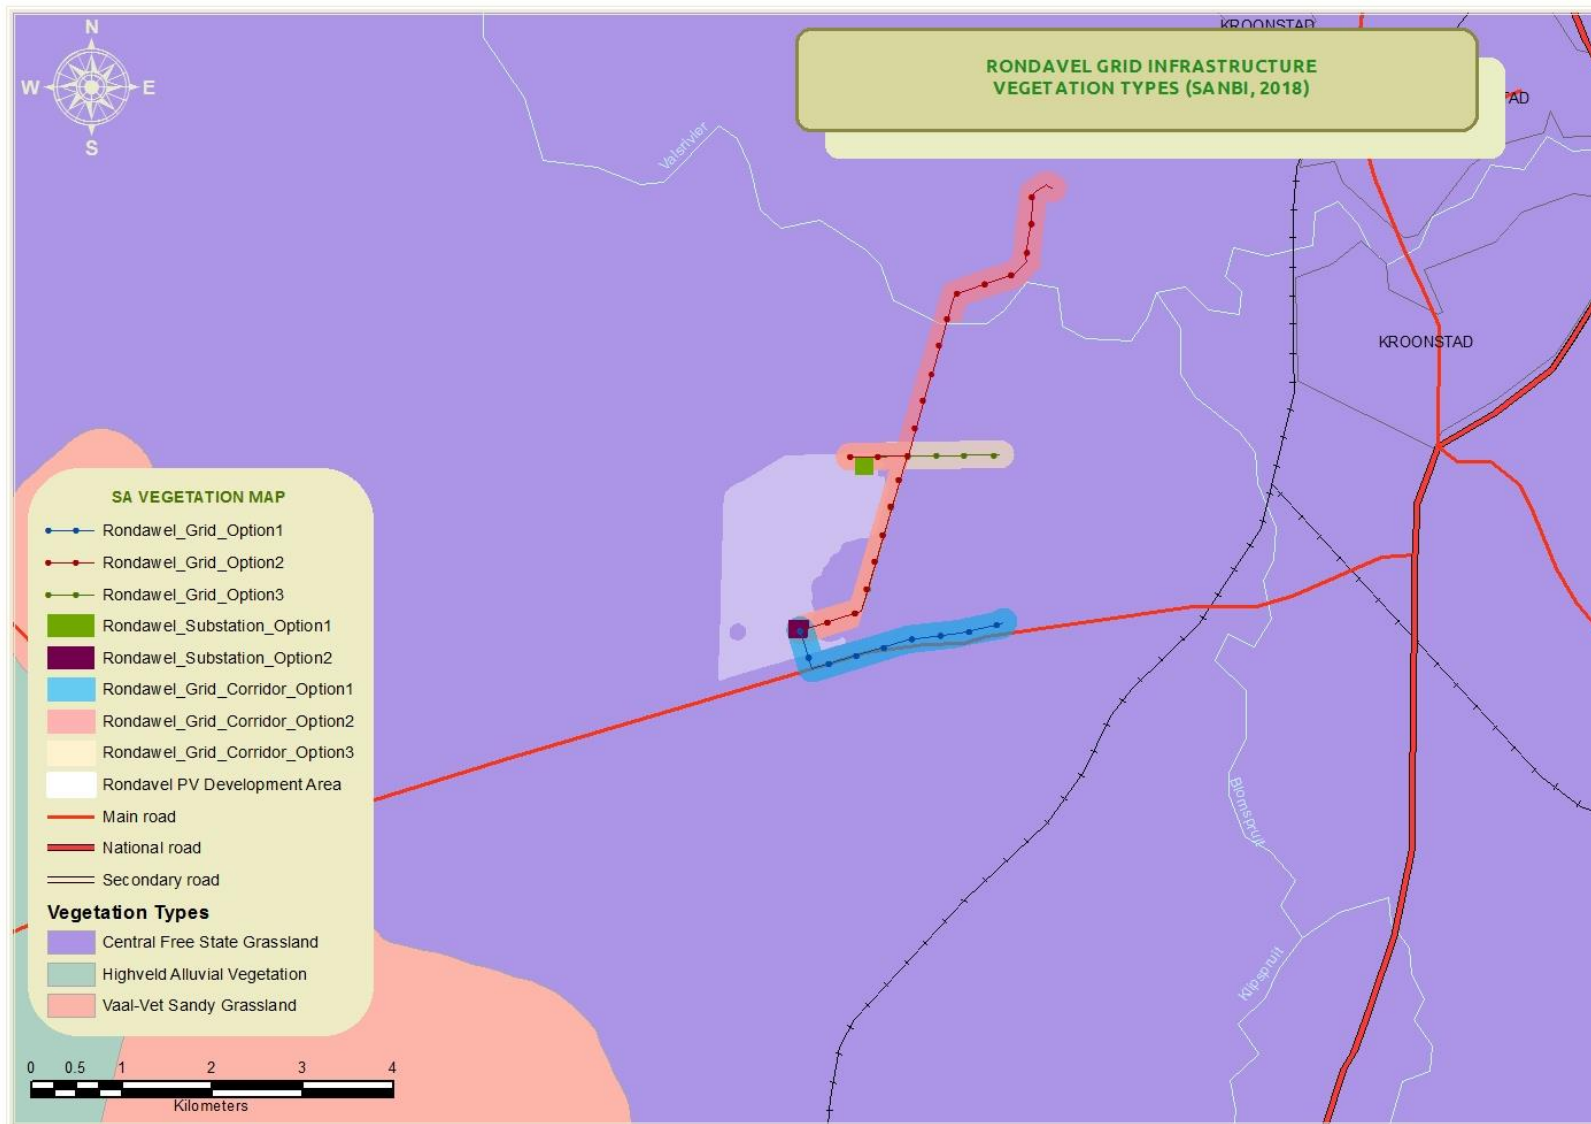 N
W
E
S
KROONSTAD
RONDAVEL GRID INFRASTRUCTURE
VEGETATION TYPES (SANBI, 2018)
AD
Valsrivier
KROONSTAD
SA VEGETATION MAP
Rondawel_Grid_Option1
Rondawel_Grid_Option2
Rondawel_Grid_Option3
Rondawel_Substation_Option1
Rondawel_Substation_Option2
Rondawel_Grid_Corridor_Option1
Rondawel_Grid_Corridor_Option2
Rondawel_Grid_Corridor_Option3
Rondavel PV Development Area
Main road
National road
Secondary road
Vegetation Types
Central Free State Grassland
Highveld Alluvial Vegetation
Vaal-Vet Sandy Grassland
Blomspruit
Klipspruit
0 0.5 1 2 3 4
Kilometers